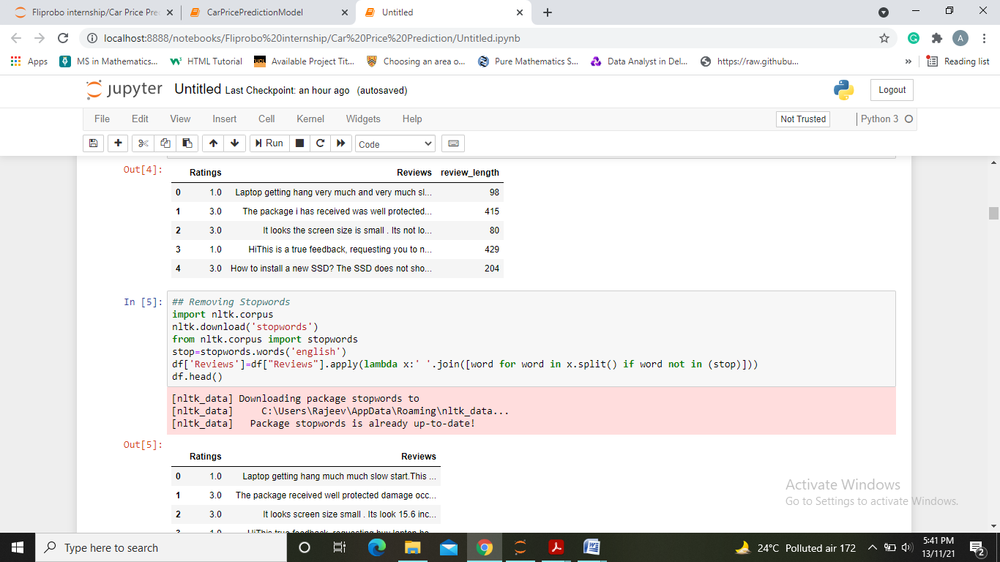 Fliprobo internship/Car Price Pre
CarPricePredictionModel
Untitled
localhost:8888/notebooks/Fliprobo%20internship/Car%20Price%20Prediction/Untitled.ipynb
A
Apps
MS in Mathematics...
HTML Tutorial
Available Project Tit...
Choosing an area o...
Pure Mathematics S...
Data Analyst in Del...
https://raw.githubu...
»
Reading list
jupyter Untitled Last Checkpoint: an hour ago (autosaved)
Logout
File Edit View Insert Cell Kernel Widgets Help
Not Trusted
Python 3
Run
Code
Out[4]:
Ratings Reviews review_length
0 1.0 Laptop getting hang very much and very much sl... 98
1 3.0 The package i has received was well protected... 415
2 3.0 It looks the screen size is small . Its not lo... 80
3 1.0 HiThis is a true feedback, requesting you to n... 429
4 3.0 How to install a new SSD? The SSD does not sho... 204
In [5]:
## Removing Stopwords
import nltk.corpus
nltk.download('stopwords')
from nltk.corpus import stopwords
stop=stopwords.words('english')
df['Reviews']=df["Reviews"].apply(lambda x:' '.join([word for word in x.split() if word not in (stop)]))
df.head()
[nltk_data] Downloading package stopwords to
[nltk_data] C:\Users\Rajeev\AppData\Roaming\nltk_data...
[nltk_data] Package stopwords is already up-to-date!
Out[5]:
Ratings Reviews
0 1.0 Laptop getting hang much much slow start.This ...
1 3.0 The package received well protected damage occ...
2 3.0 It looks screen size small . Its look 15.6 inc...
3 1.0 HiThis true feedback, requesting buy laptop be...
Activate Windows
Go to Settings to activate Windows.
Type here to search
24°C Polluted air 172
5:41 PM
13/11/21
2